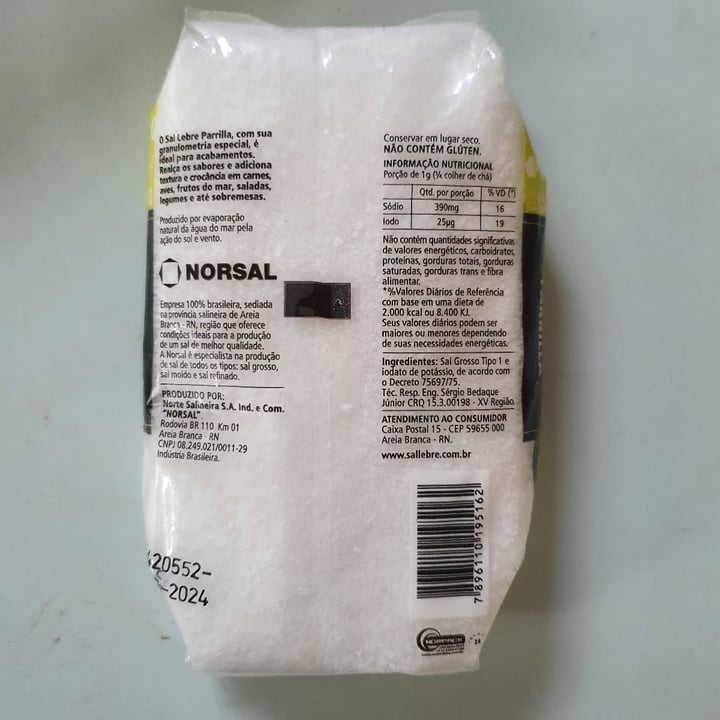 O Sal Lebre Parrilla, com sua
granulometria especial, é
ideal para acabamentos.
Realça os sabores e adiciona
textura e crocância em carnes,
aves, frutos do mar, saladas,
legumes e até sobremesas.
Produzido por evaporação
natural da água do mar pela
ação do sol e vento.
NORSAL
Empresa 100% brasileira, sediada
na província salineira de Areia
Branca - RN, região que oferece
condições ideais para a produção
de um sal de melhor qualidade.
A Norsal é especialista na produção
de sal de todos os tipos: sal grosso,
sal moído e sal refinado.
PRODUZIDO POR:
Norte Salineira S.A. Ind. e Com.
"NORSAL".
Rodovia BR 110 Km 01
Areia Branca - RN
CNPJ 08.249.021/0011-29
Indústria Brasileira.
20552-
2024
Conservar em lugar seco.
NÃO CONTÉM GLÚTEN.
INFORMAÇÃO NUTRICIONAL
Porção de 1g (¼ colher de chá)
Qtd. por porção % VD (*)
Sódio 390mg 16
Iodo 25µg 19
Não contém quantidades significativas
de valores energéticos, carboidratos,
proteínas, gorduras totais, gorduras
saturadas, gorduras trans e fibra
alimentar.
*%Valores Diários de Referência
com base em uma dieta de
2.000 kcal ou 8.400 KJ.
Seus valores diários podem ser
maiores ou menores dependendo
de suas necessidades energéticas.
Ingredientes: Sal Grosso Tipo 1 e
iodato de potássio, de acordo com
o Decreto 75697/75.
Téc. Resp. Eng. Sérgio Bedaque
Júnior CRQ 15.3.00198 - XV Região.
ATENDIMENTO AO CONSUMIDOR
Caixa Postal 15 - CEP 59655 000
Areia Branca - RN.
www.sallebre.com.br
7 896110 195162
NORPACK